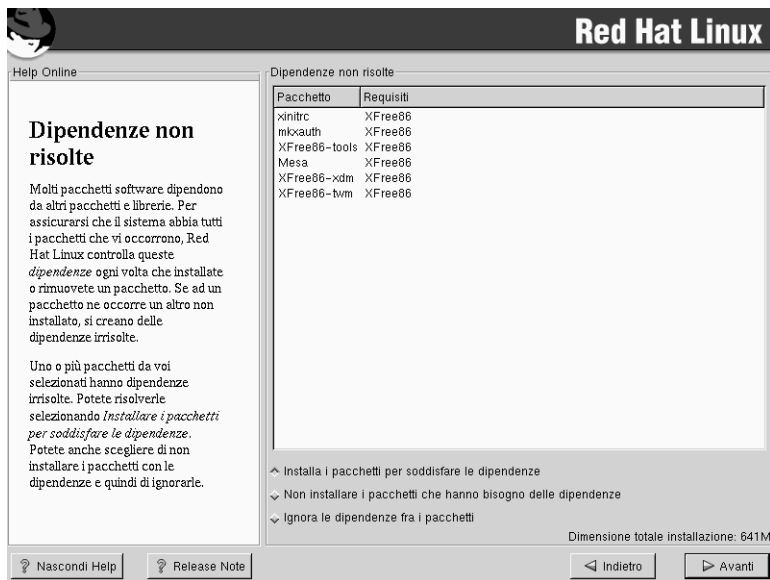 Red Hat Linux
Help Online
Dipendenze non
risolte
Molti pacchetti software dipendono
da altri pacchetti e librerie. Per
assicurarsi che il sistema abbia tutti
i pacchetti che vi occorrono, Red
Hat Linux controlla queste
dipendenze ogni volta che installate
o rimuovete un pacchetto. Se ad un
pacchetto ne occorre un altro non
installato, si creano delle
dipendenze irrisolte.
Uno o più pacchetti da voi
selezionati hanno dipendenze
irrisolte. Potete risolverle
selezionando Installare i pacchetti
per soddisfare le dipendenze.
Potete anche scegliere di non
installare i pacchetti con le
dipendenze e quindi di ignorarle.
Dipendenze non risolte
Pacchetto Requisiti
xinitrc XFree86
mkxauth XFree86
XFree86-tools XFree86
Mesa XFree86
XFree86-xdm XFree86
XFree86-twm XFree86
Installa i pacchetti per soddisfare le dipendenze
Non installare i pacchetti che hanno bisogno delle dipendenze
Ignora le dipendenze fra i pacchetti
Dimensione totale installazione: 641M
Nascondi Help
Release Note
Indietro
Avanti